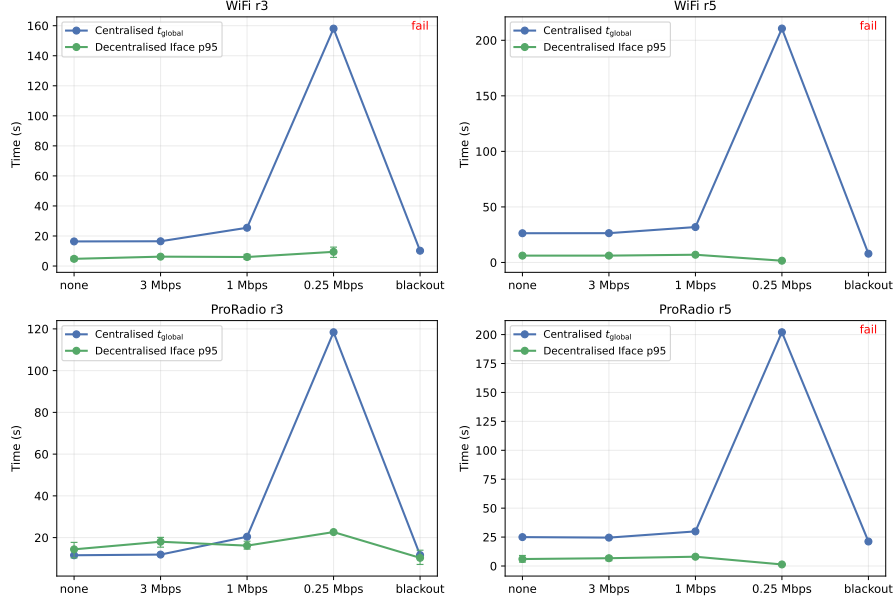 WiFi r3
fail
Centralised tglobal
Decentralised Iface p95
Time (s)
160
140
120
100
80
60
40
20
0
none 3 Mbps 1 Mbps 0.25 Mbps blackout
WiFi r5
fail
Centralised tglobal
Decentralised Iface p95
Time (s)
200
150
100
50
0
none 3 Mbps 1 Mbps 0.25 Mbps blackout
ProRadio r3
Centralised tglobal
Decentralised Iface p95
Time (s)
120
100
80
60
40
20
none 3 Mbps 1 Mbps 0.25 Mbps blackout
ProRadio r5
fail
Centralised tglobal
Decentralised Iface p95
Time (s)
200
175
150
125
100
75
50
25
0
none 3 Mbps 1 Mbps 0.25 Mbps blackout